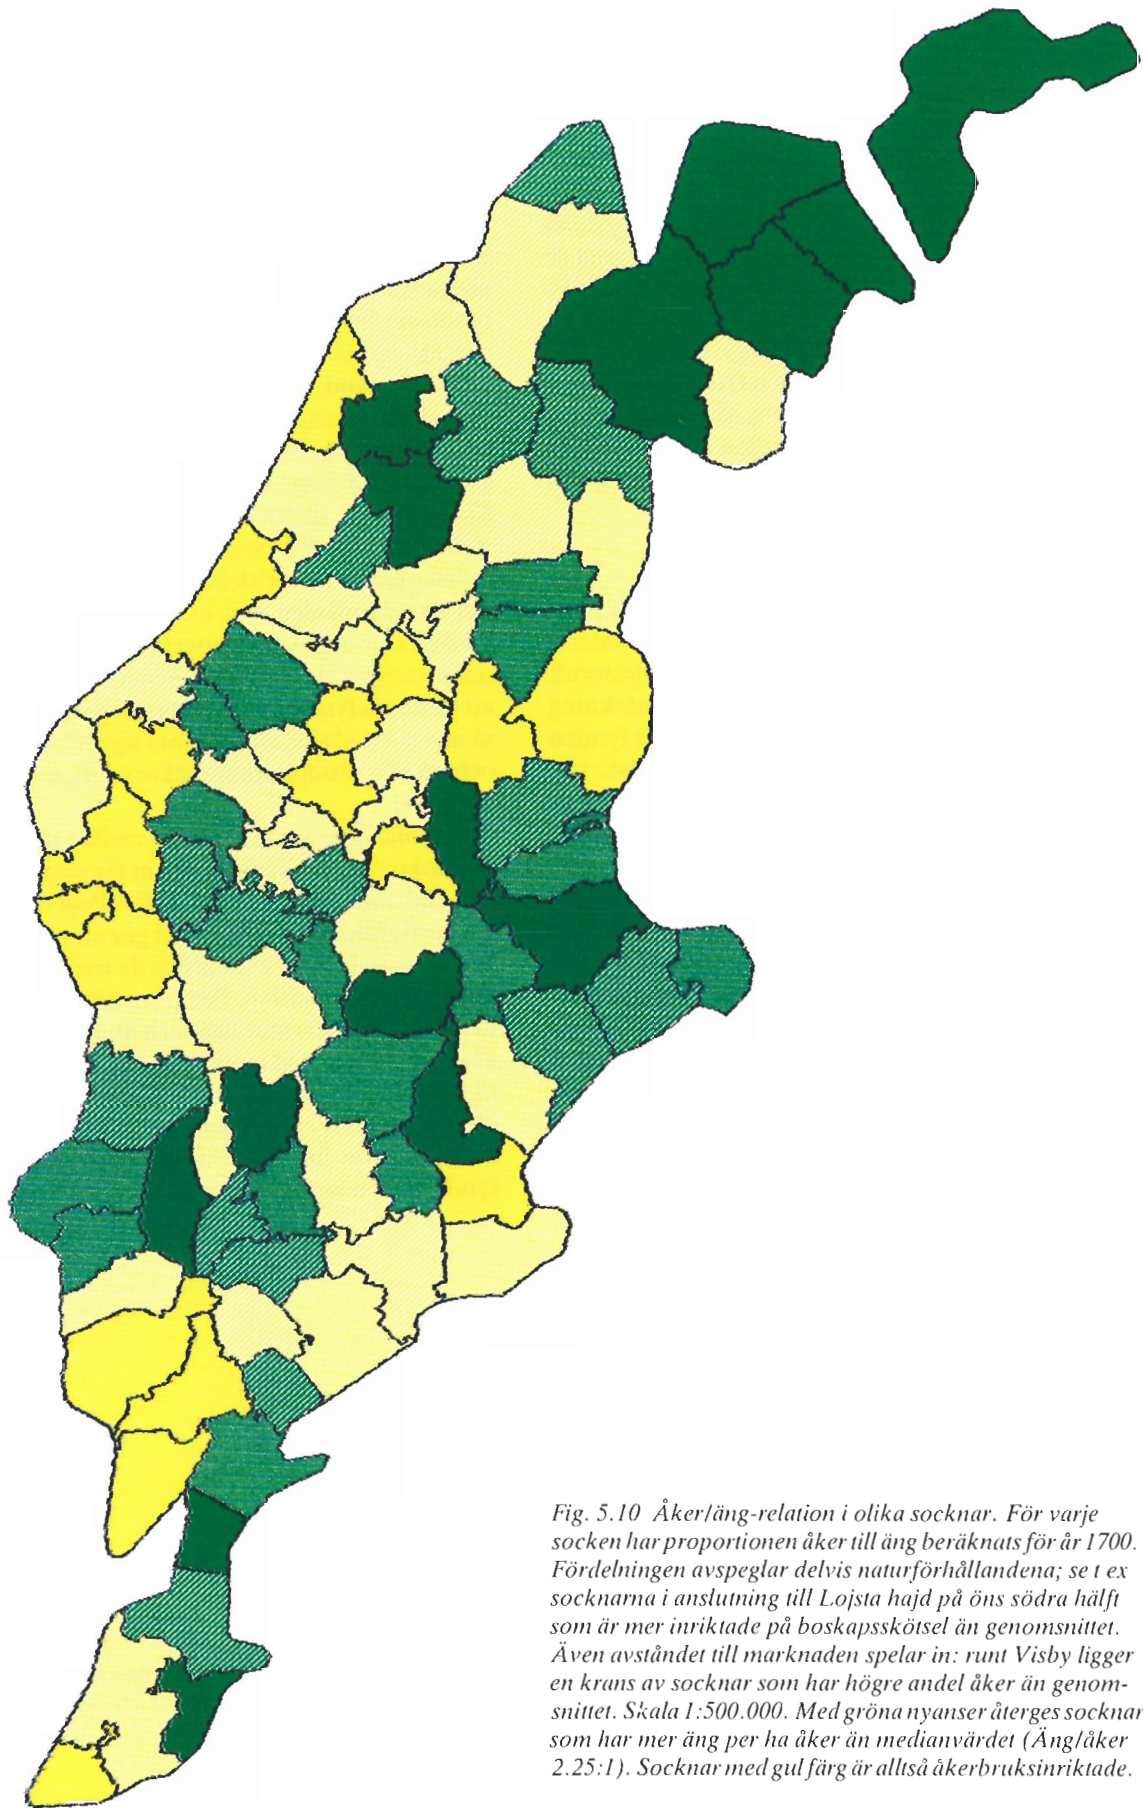 Fig. 5.10 Åker/äng-relation i olika socknar. För varje
socken har proportionen åker till äng beräknats för år 1700.
Fördelningen avspeglar delvis naturförhållandena; se t ex
socknarna i anslutning till Lojsta hajd på öns södra hälft
som är mer inriktade på boskapsskötsel än genomsnittet.
Även avståndet till marknaden spelar in: runt Visby ligger
en krans av socknar som har högre andel åker än genom-
snittet. Skala 1:500.000. Med gröna nyanser återges socknar
som har mer äng per ha åker än medianvärdet (Äng/åker
2.25:1). Socknar med gul färg är alltså åkerbruksinriktade.